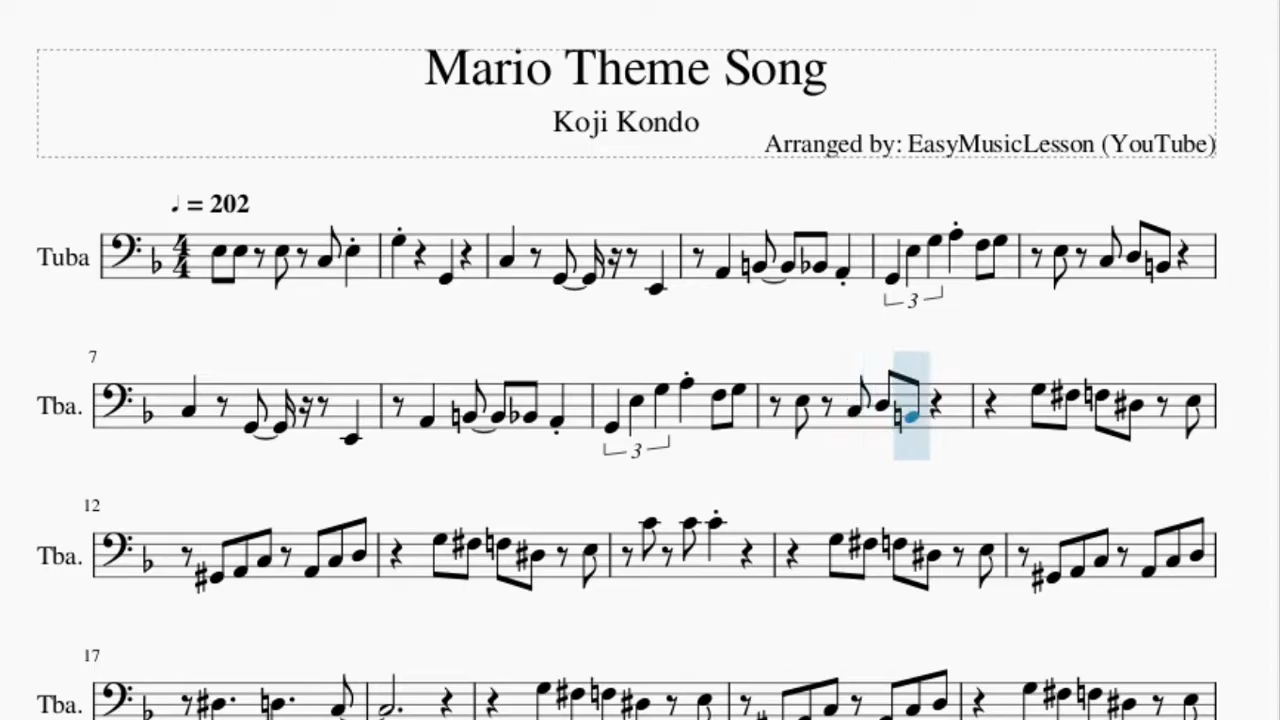 Mario Theme Song
Koji Kondo
Arranged by: EasyMusicLesson (YouTube)
♩ = 202
Tuba
3
7
Tba.
3
12
Tba.
17
Tba.